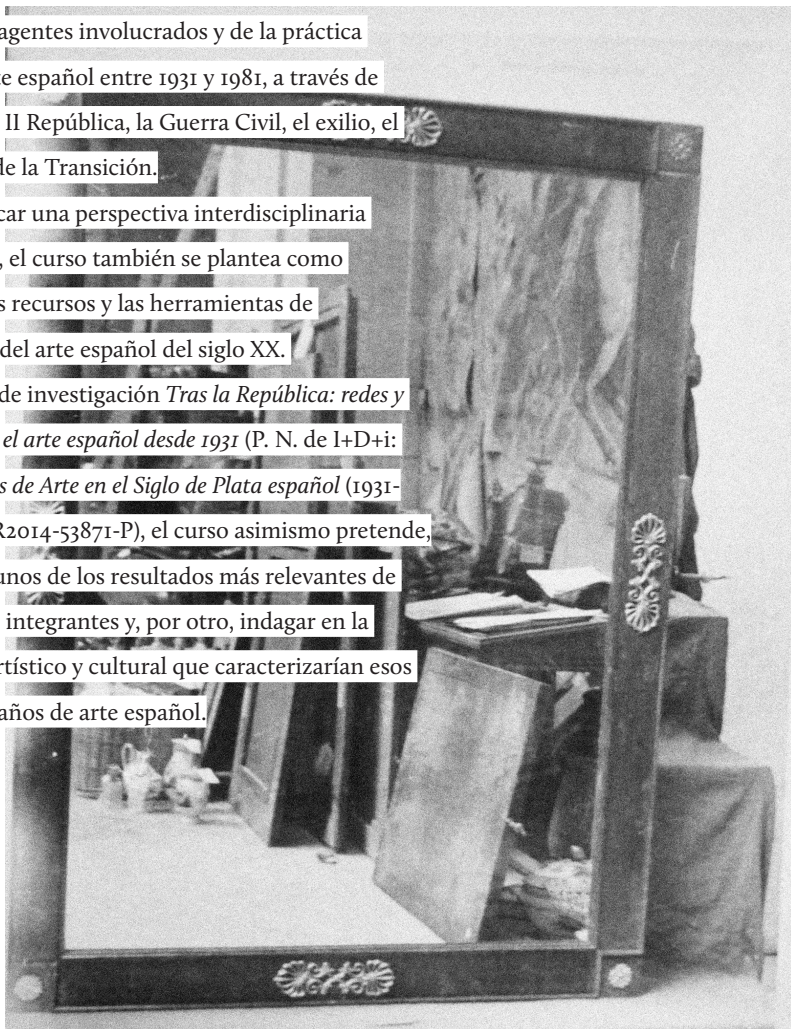 agentes involucrados y de la práctica
e español entre 1931 y 1981, a través de
II República, la Guerra Civil, el exilio, el
de la Transición.
car una perspectiva interdisciplinaria
, el curso también se plantea como
s recursos y las herramientas de
del arte español del siglo XX.
de investigación Tras la República: redes y
el arte español desde 1931 (P. N. de I+D+i:
s de Arte en el Siglo de Plata español (1931-
R2014-53871-P), el curso asimismo pretende,
unos de los resultados más relevantes de
integrantes y, por otro, indagar en la
rtístico y cultural que caracterizarían esos
años de arte español.